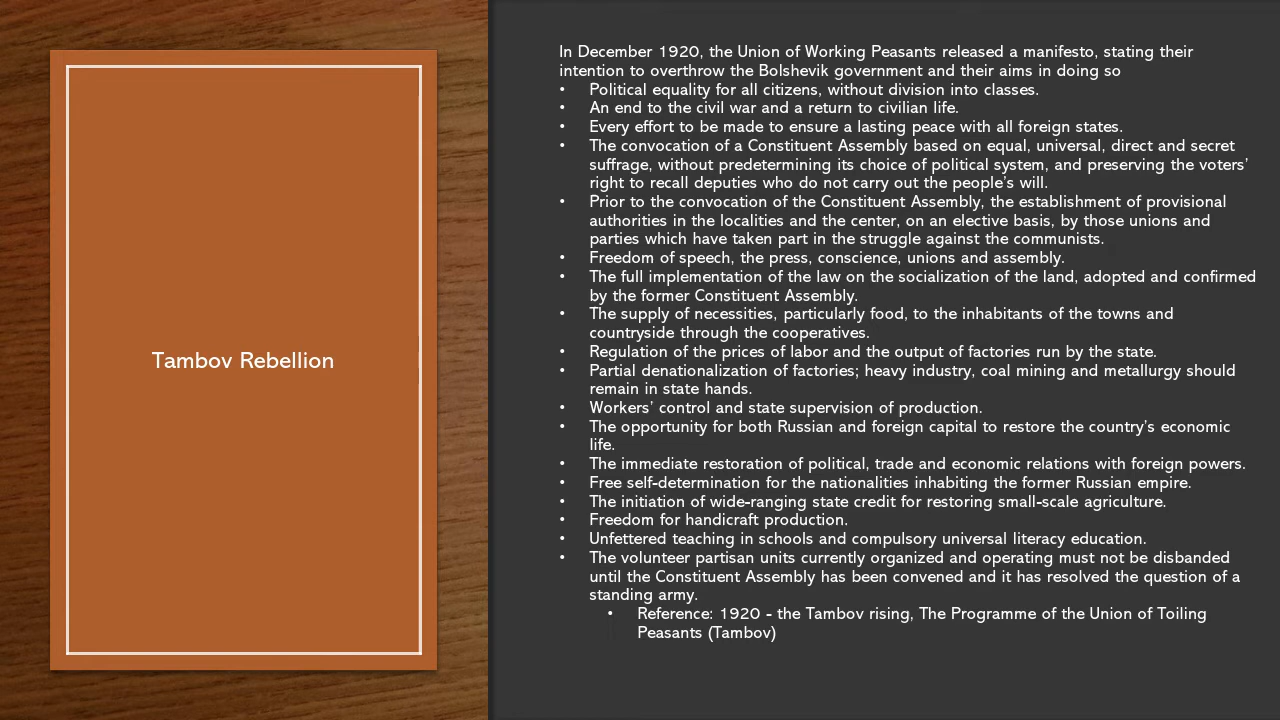 Tambov Rebellion
In December 1920, the Union of Working Peasants released a manifesto, stating their
intention to overthrow the Bolshevik government and their aims in doing so
• Political equality for all citizens, without division into classes.
• An end to the civil war and a return to civilian life.
• Every effort to be made to ensure a lasting peace with all foreign states.
• The convocation of a Constituent Assembly based on equal, universal, direct and secret
suffrage, without predetermining its choice of political system, and preserving the voters'
right to recall deputies who do not carry out the people's will.
• Prior to the convocation of the Constituent Assembly, the establishment of provisional
authorities in the localities and the center, on an elective basis, by those unions and
parties which have taken part in the struggle against the communists.
• Freedom of speech, the press, conscience, unions and assembly.
• The full implementation of the law on the socialization of the land, adopted and confirmed
by the former Constituent Assembly.
• The supply of necessities, particularly food, to the inhabitants of the towns and
countryside through the cooperatives.
• Regulation of the prices of labor and the output of factories run by the state.
• Partial denationalization of factories; heavy industry, coal mining and metallurgy should
remain in state hands.
• Workers' control and state supervision of production.
• The opportunity for both Russian and foreign capital to restore the country's economic
life.
• The immediate restoration of political, trade and economic relations with foreign powers.
• Free self-determination for the nationalities inhabiting the former Russian empire.
• The initiation of wide-ranging state credit for restoring small-scale agriculture.
• Freedom for handicraft production.
• Unfettered teaching in schools and compulsory universal literacy education.
• The volunteer partisan units currently organized and operating must not be disbanded
until the Constituent Assembly has been convened and it has resolved the question of a
standing army.
• Reference: 1920 - the Tambov rising, The Programme of the Union of Toiling
Peasants (Tambov)